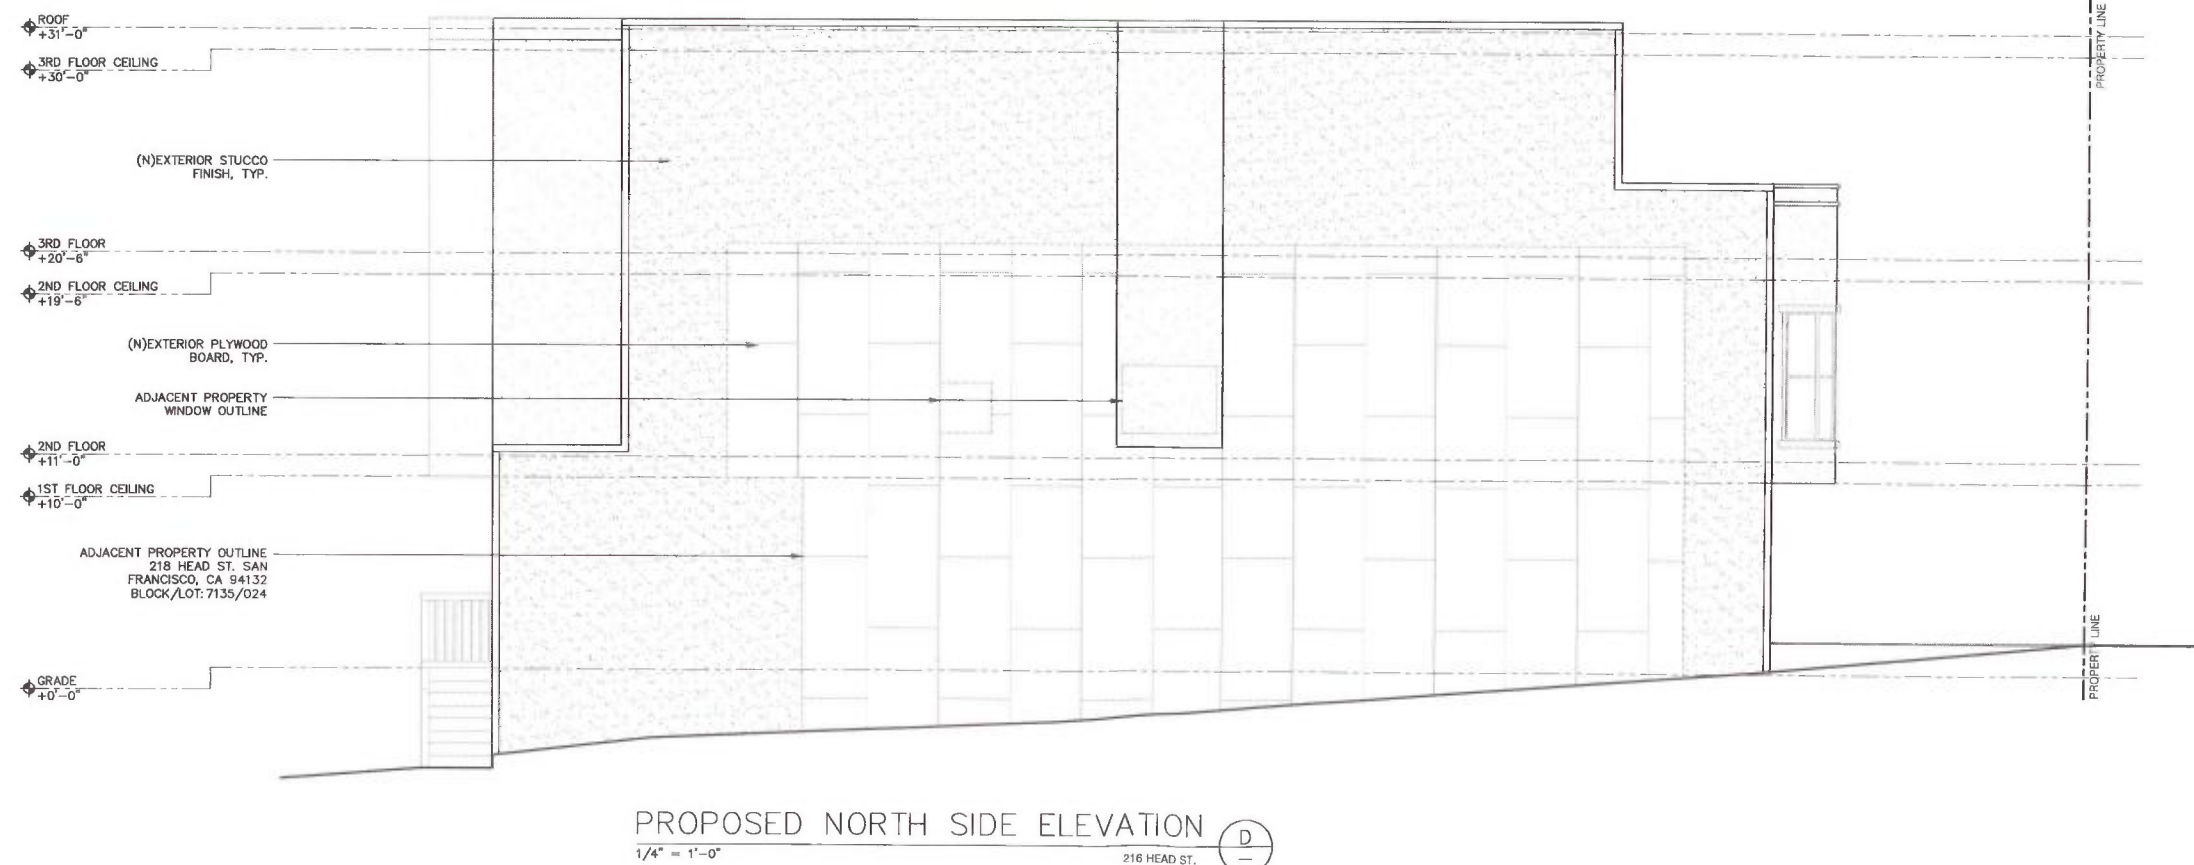 ROOF
+31'-0"
3RD FLOOR CEILING
+30'-0"
(N)EXTERIOR STUCCO
FINISH, TYP.
3RD FLOOR
+20'-6"
2ND FLOOR CEILING
+19'-6"
(N)EXTERIOR PLYWOOD
BOARD, TYP.
ADJACENT PROPERTY
WINDOW OUTLINE
2ND FLOOR
+11'-0"
1ST FLOOR CEILING
+10'-0"
ADJACENT PROPERTY OUTLINE
218 HEAD ST. SAN
FRANCISCO, CA 94132
BLOCK/LOT: 7135/024
GRADE
+0'-0"
PROPERTY LINE
PROPERTY LINE
PROPOSED NORTH SIDE ELEVATION
D
–
1/4" = 1'-0"
216 HEAD ST.